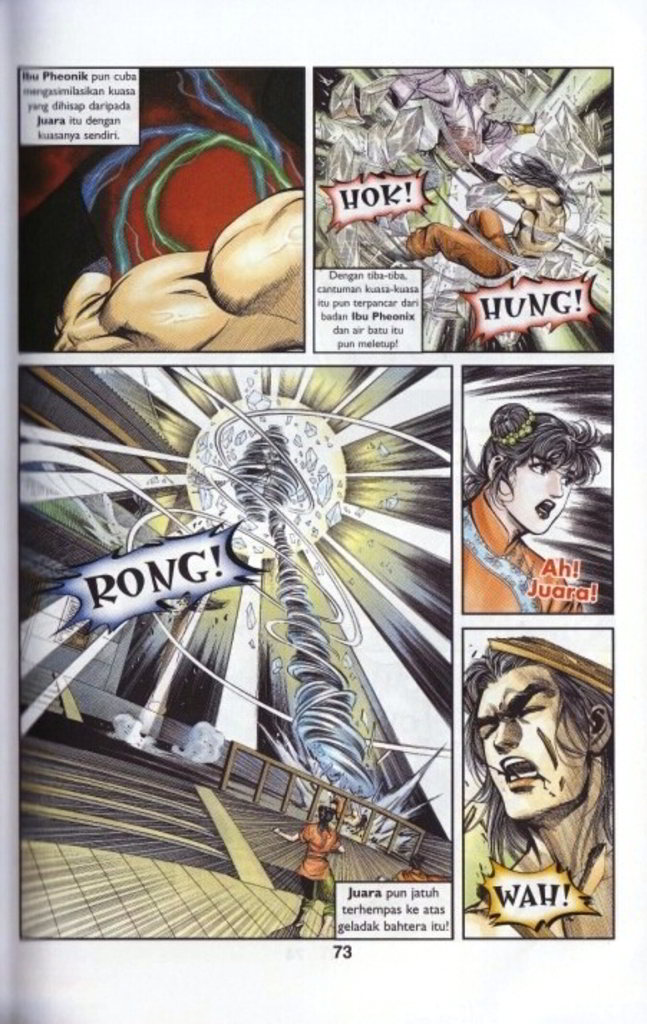 Ibu Pheonik pun cuba
mengasimilasikan kuasa
yang dihisap daripada
Juara itu dengan
kuasanya sendiri.
HOK!
Dengan tiba-tiba,
cantuman kuasa-kuasa
itu pun terpancar dari
badan Ibu Pheonix
dan air batu itu
pun meletup!
HUNG!
RONG!
Juara pun jatuh
terhempas ke atas
geladak bahtera itu!
Ah!
Juara!
WAH!
73